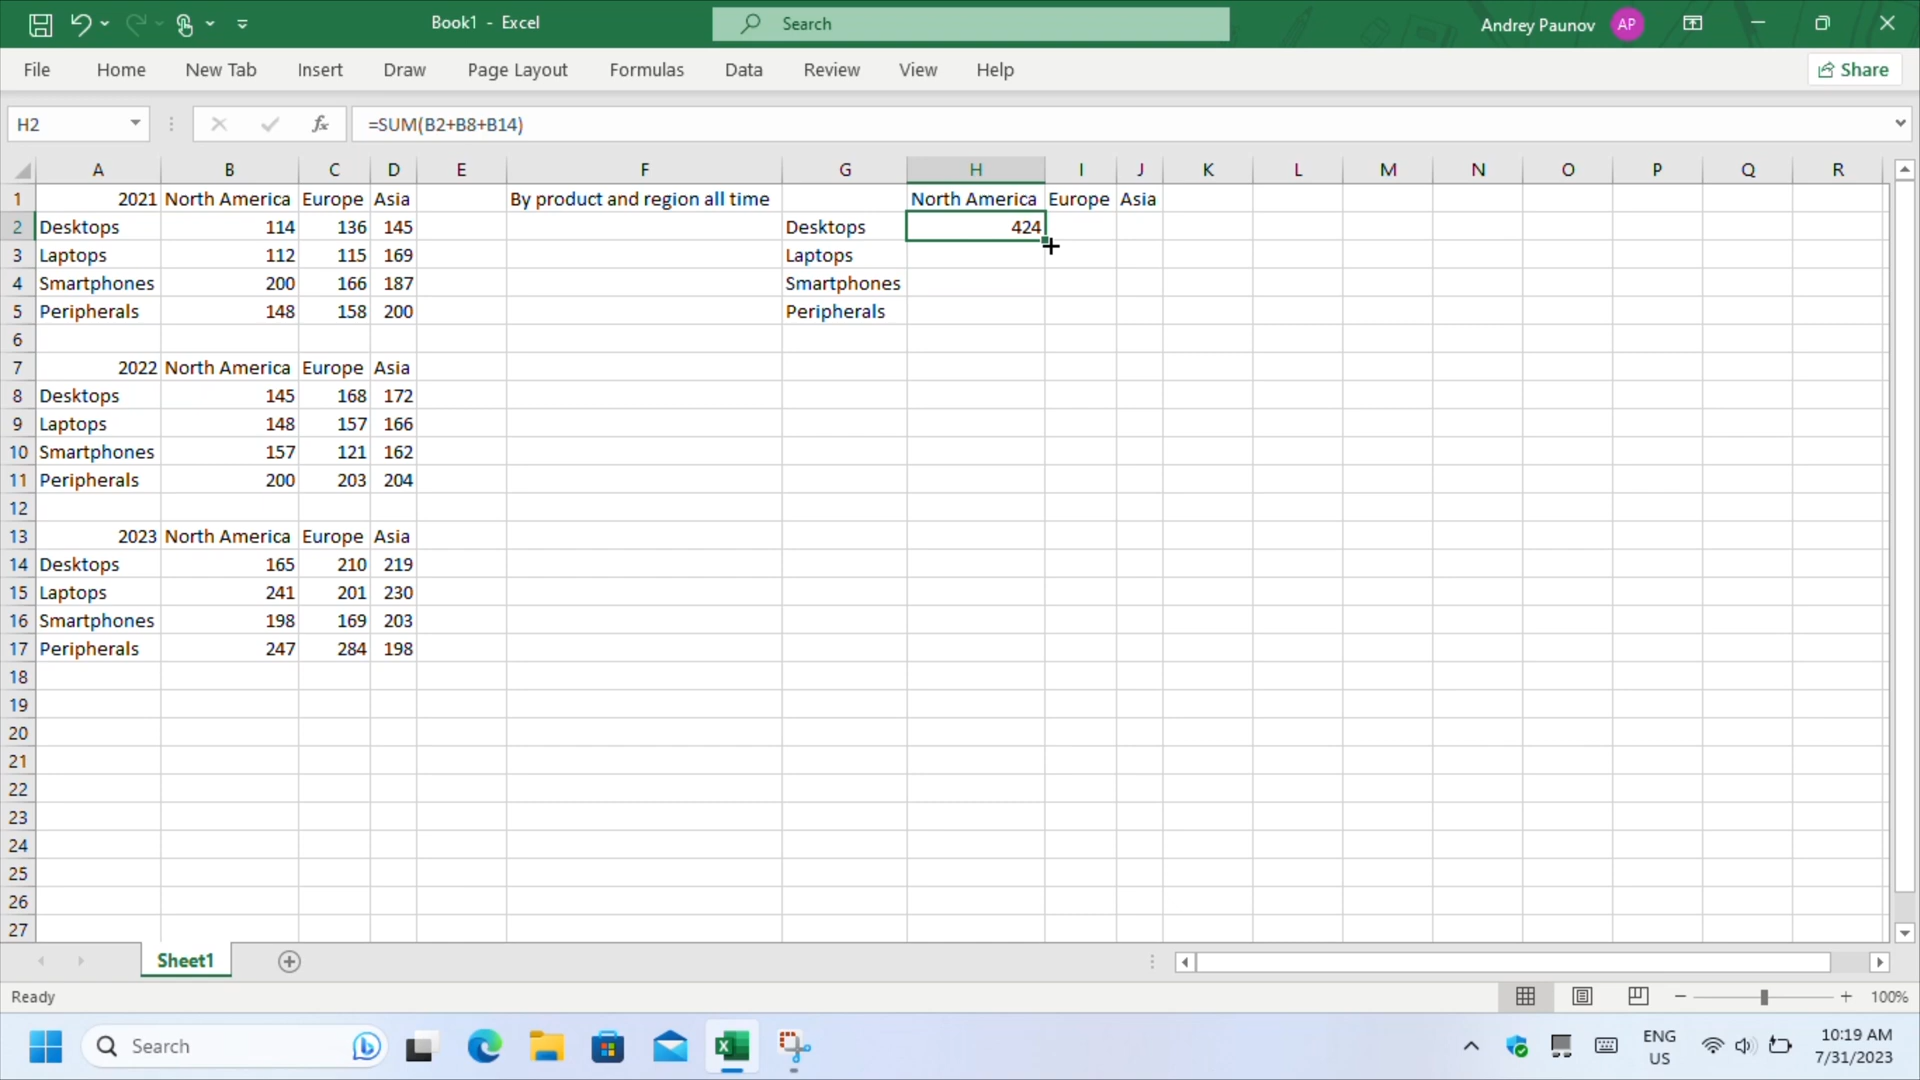 Book1 - Excel
Search
Andrey Paunov
AP
File Home New Tab Insert Draw Page Layout Formulas Data Review View Help
Share
H2
fx
=SUM(B2+B8+B14)
A B C D E F G H I J K L M N O P Q R
1 2021 North America Europe Asia By product and region all time North America Europe Asia
2 Desktops 114 136 145 Desktops 424
3 Laptops 112 115 169 Laptops
4 Smartphones 200 166 187 Smartphones
5 Peripherals 148 158 200 Peripherals
6
7 2022 North America Europe Asia
8 Desktops 145 168 172
9 Laptops 148 157 166
10 Smartphones 157 121 162
11 Peripherals 200 203 204
12
13 2023 North America Europe Asia
14 Desktops 165 210 219
15 Laptops 241 201 230
16 Smartphones 198 169 203
17 Peripherals 247 284 198
18
19
20
21
22
23
24
25
26
27
Sheet1
Ready
100%
Search
ENG
US
10:19 AM
7/31/2023